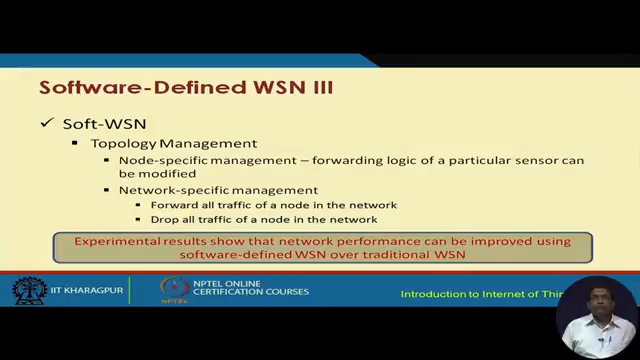 Software-Defined WSN III
✓ Soft-WSN
▪ Topology Management
▪ Node-specific management – forwarding logic of a particular sensor can
be modified
▪ Network-specific management
▪ Forward all traffic of a node in the network
▪ Drop all traffic of a node in the network
Experimental results show that network performance can be improved using
software-defined WSN over traditional WSN
IIT KHARAGPUR
NPTEL
NPTEL ONLINE
CERTIFICATION COURSES
Introduction to Internet of Thin